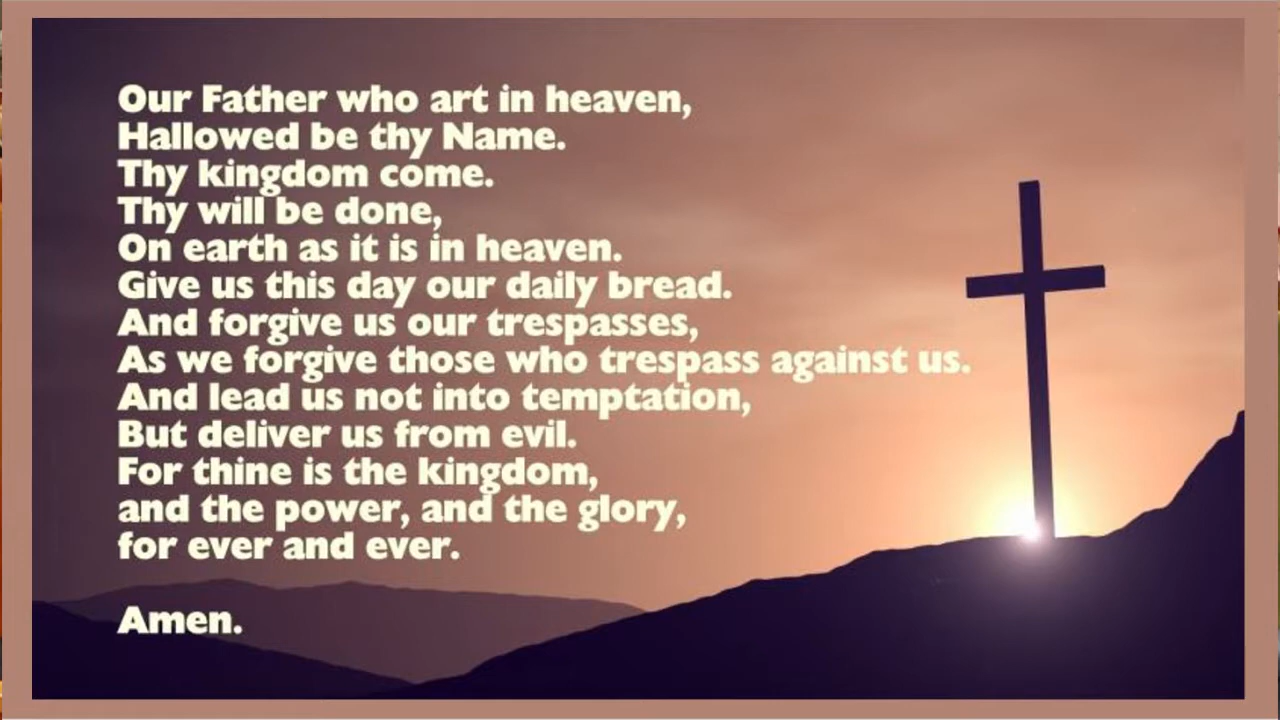 Our Father who art in heaven,
Hallowed be thy Name.
Thy kingdom come.
Thy will be done,
On earth as it is in heaven.
Give us this day our daily bread.
And forgive us our trespasses,
As we forgive those who trespass against us.
And lead us not into temptation,
But deliver us from evil.
For thine is the kingdom,
and the power, and the glory,
for ever and ever.
Amen.